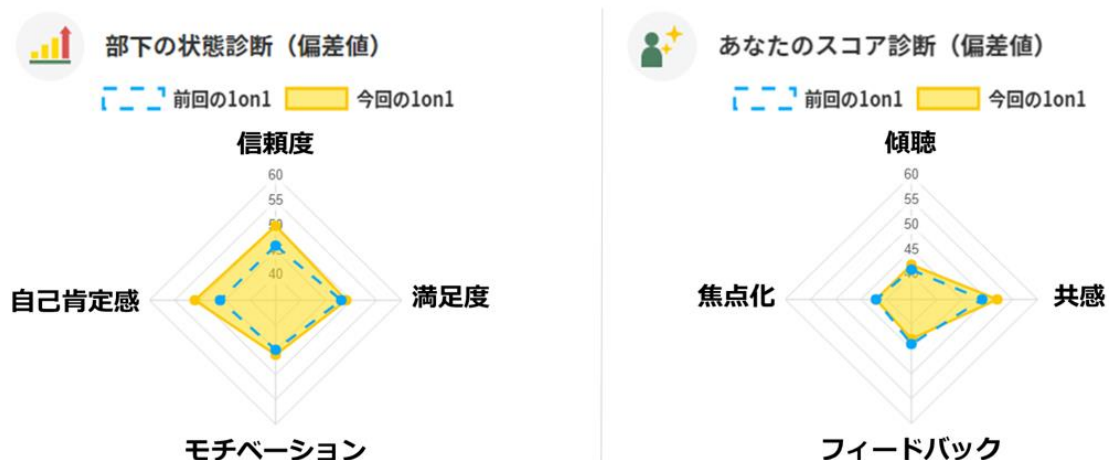 部下の状態診断（偏差値）
前回の1on1
今回の1on1
信頼度
60
55
50
45
40
自己肯定感
満足度
モチベーション
あなたのスコア診断（偏差値）
前回の1on1
今回の1on1
傾聴
60
55
50
45
40
焦点化
共感
フィードバック